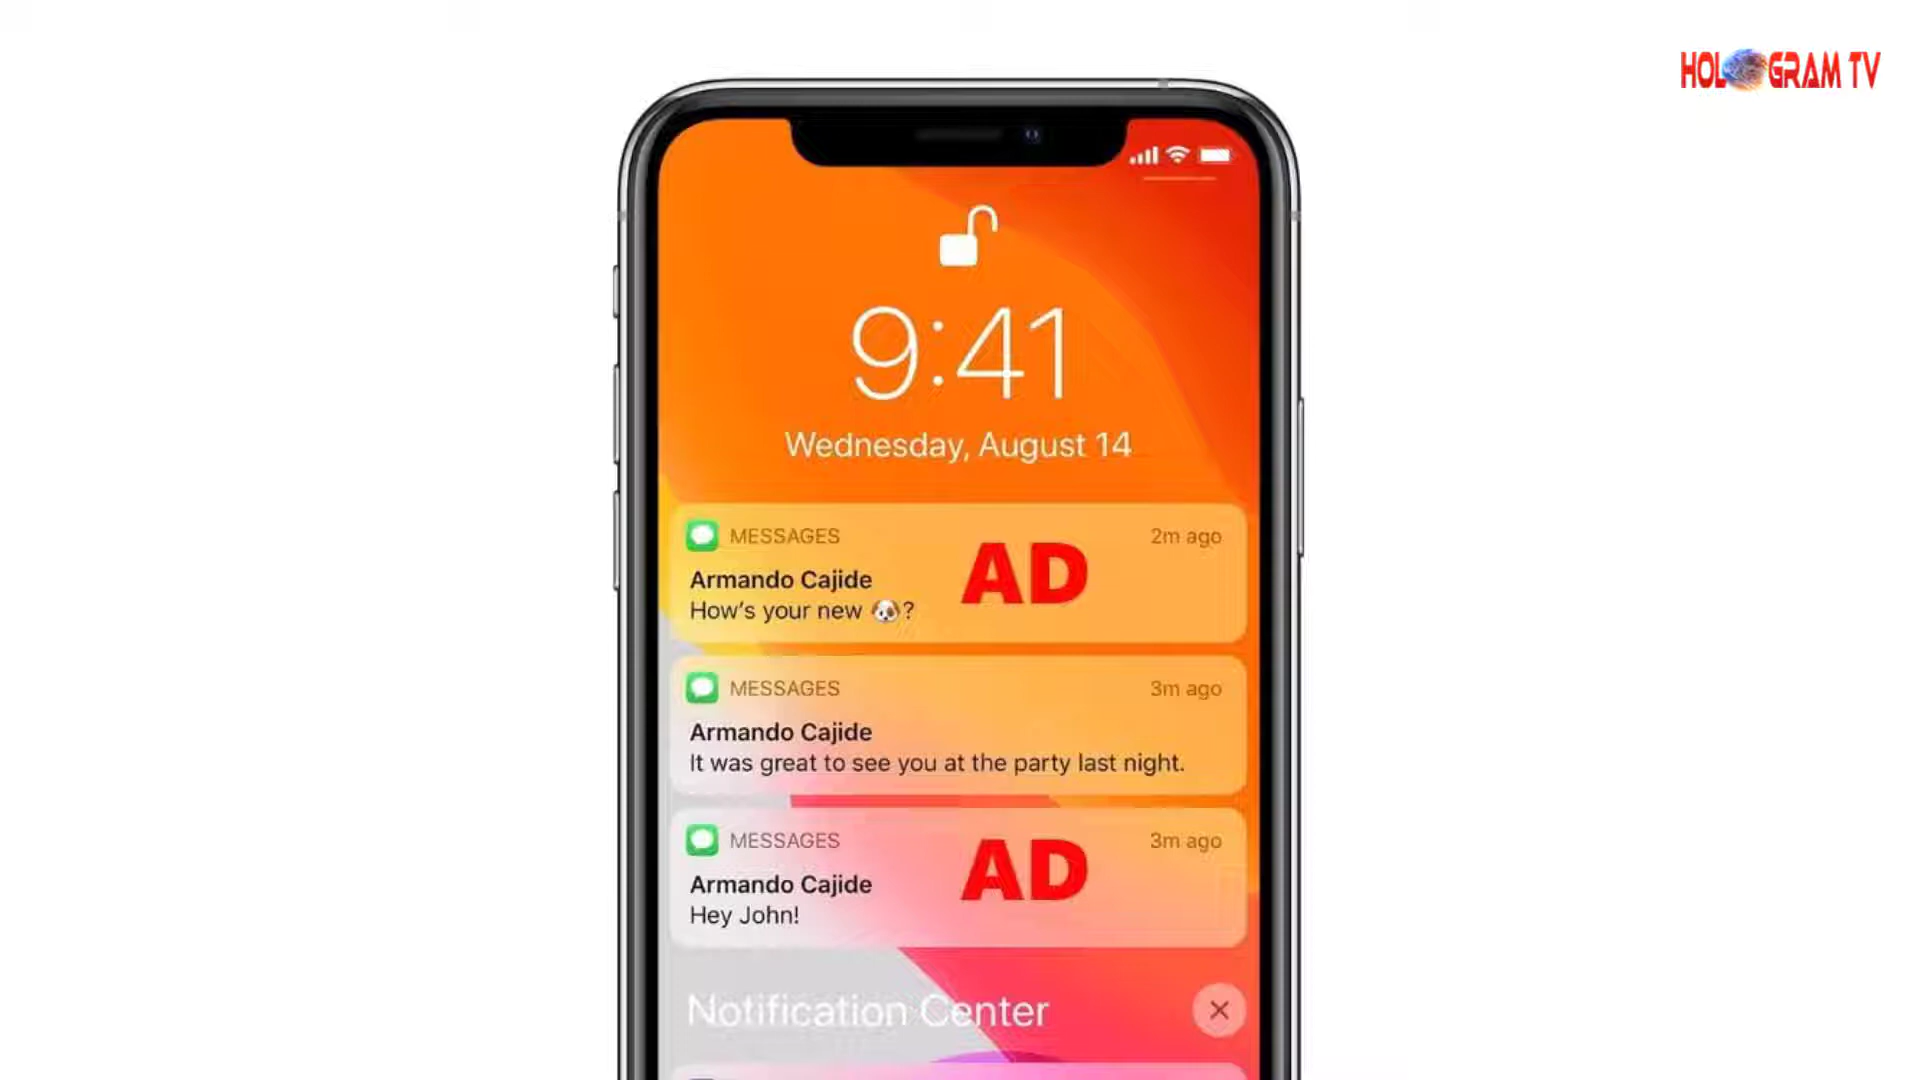 HOLOGRAM TV
9:41
Wednesday, August 14
MESSAGES
2m ago
AD
Armando Cajide
How's your new 🐶?
MESSAGES
3m ago
Armando Cajide
It was great to see you at the party last night.
MESSAGES
3m ago
AD
Armando Cajide
Hey John!
Notification Center